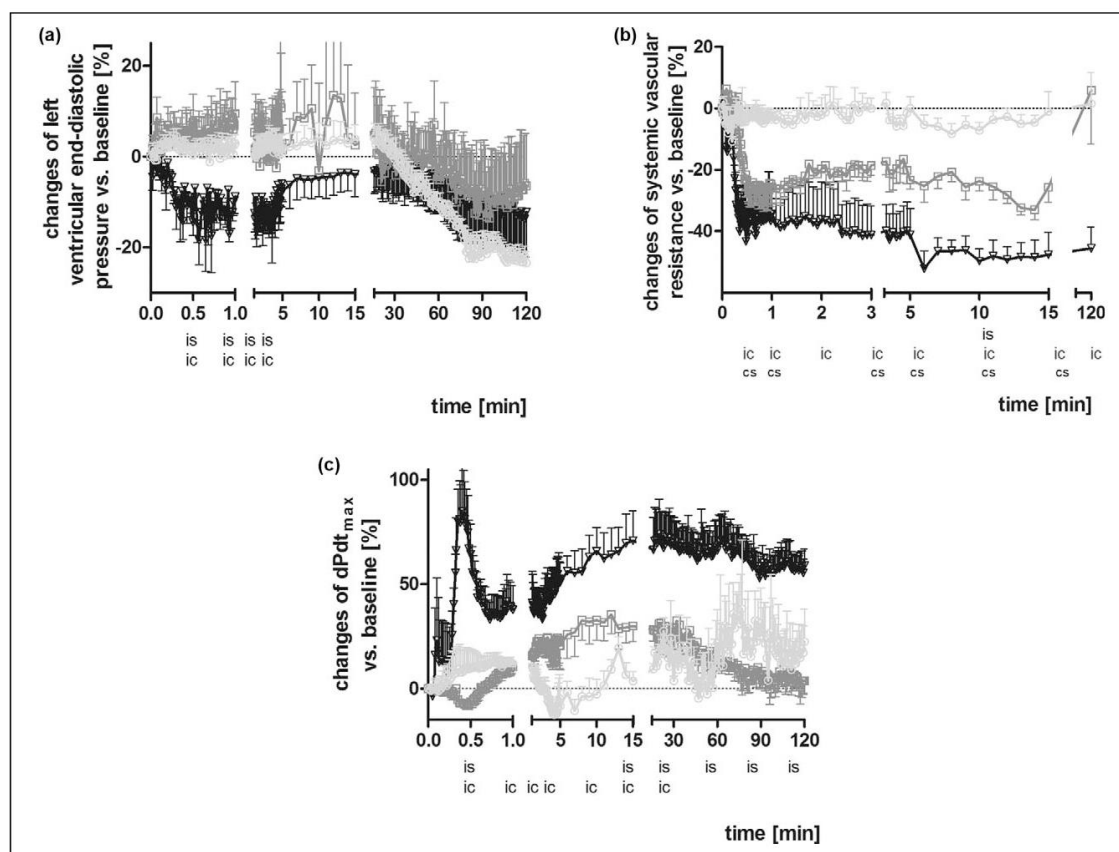 (a)
changes of left
ventricular end-diastolic
pressure vs. baseline [%]
20
0
-20
0.0 0.5 1.0 5 10 15 30 60 90 120
is is is is
ic ic ic ic
time [min]
(b)
changes of systemic vascular
resistance vs. baseline [%]
20
0
-20
-40
0 1 2 3 5 10 15 120
is
ic ic ic ic ic ic ic ic
cs cs cs cs cs cs
time [min]
(c)
changes of dPdt max
vs. baseline [%]
100
50
0
0.0 0.5 1.0 5 10 15 30 60 90 120
is is is is is is
ic ic ic ic ic ic ic
time [min]